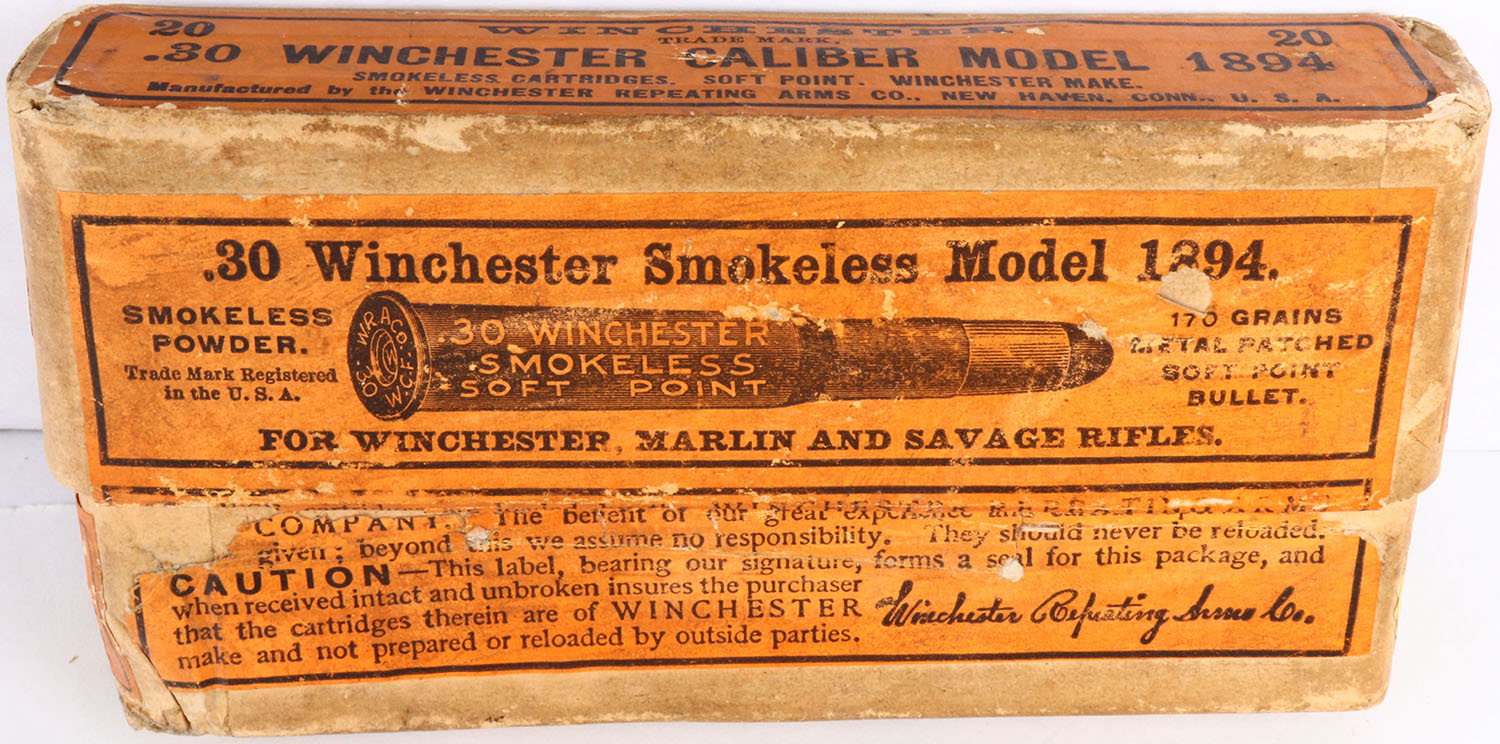 20 WINCHESTER 20
TRADE MARK.
.30 WINCHESTER CALIBER MODEL 1894
SMOKELESS CARTRIDGES. SOFT POINT. WINCHESTER MAKE.
Manufactured by the WINCHESTER REPEATING ARMS CO., NEW HAVEN, CONN., U. S. A.
.30 Winchester Smokeless Model 1894.
SMOKELESS
POWDER.
Trade Mark Registered
in the U. S. A.
W.R.A.CO.
.30 W.C.F.
.30 WINCHESTER
SMOKELESS
SOFT POINT
170 GRAINS
METAL PATCHED
SOFT POINT
BULLET.
FOR WINCHESTER, MARLIN AND SAVAGE RIFLES.
COMPANY. The benefit of our great experience
given; beyond this we assume no responsibility. They should never be reloaded.
CAUTION—This label, bearing our signature, forms a seal for this package, and
when received intact and unbroken insures the purchaser
that the cartridges therein are of WINCHESTER
make and not prepared or reloaded by outside parties.
Winchester Repeating Arms Co.